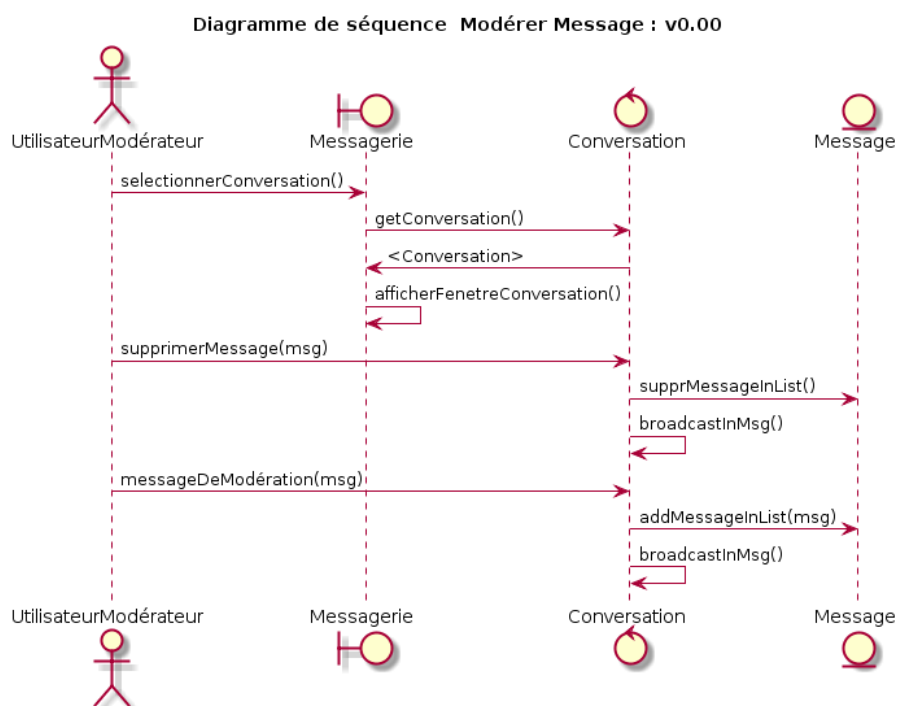 Diagramme de séquence  Modérer Message : v0.00
UtilisateurModérateur
Messagerie
Conversation
Message
selectionnerConversation()
getConversation()
<Conversation>
afficherFenetreConversation()
supprimerMessage(msg)
supprMessageInList()
broadcastInMsg()
messageDeModération(msg)
addMessageInList(msg)
broadcastInMsg()
UtilisateurModérateur
Messagerie
Conversation
Message